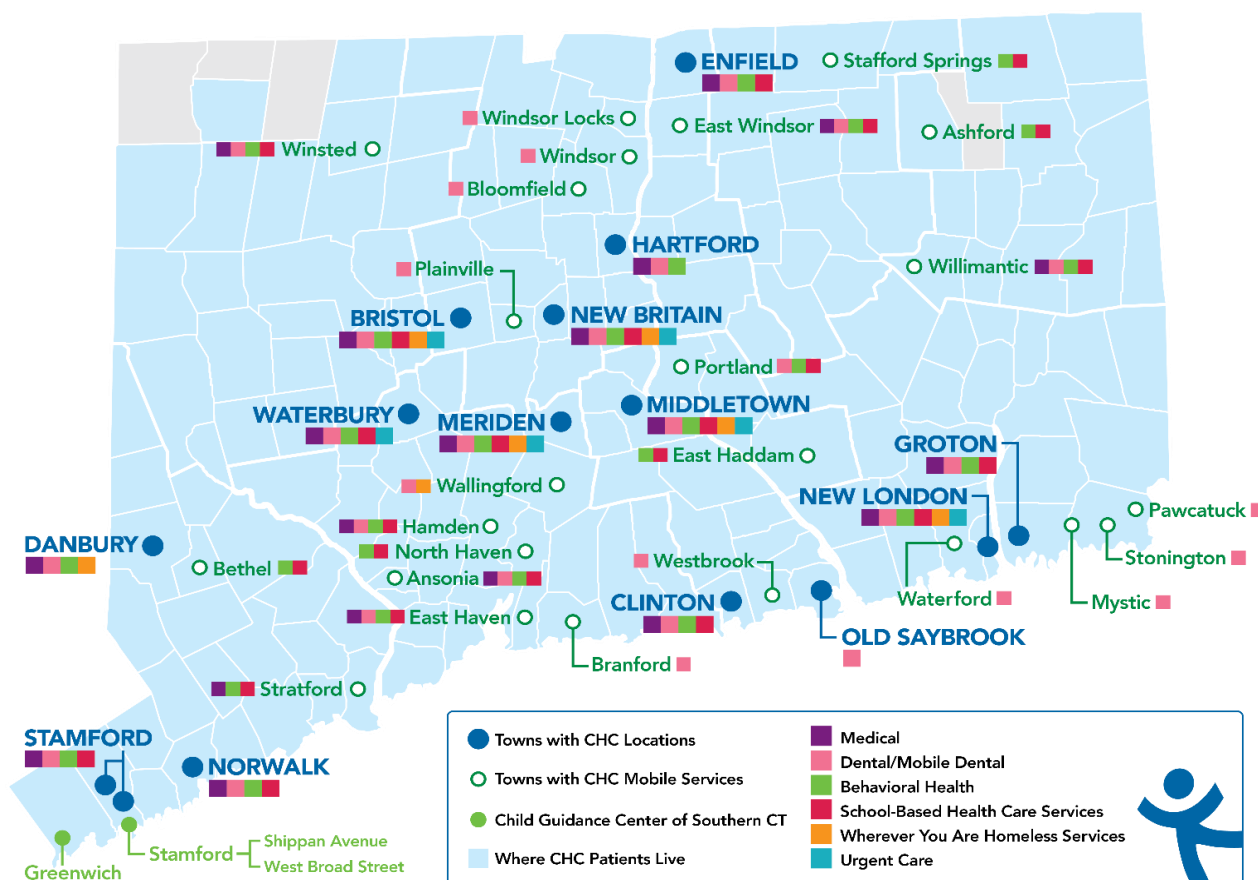 ENFIELD
Stafford Springs
Windsor Locks
East Windsor
Ashford
Winsted
Windsor
Bloomfield
HARTFORD
Plainville
Willimantic
BRISTOL
NEW BRITAIN
Portland
WATERBURY
MERIDEN
MIDDLETOWN
East Haddam
GROTON
Wallingford
NEW LONDON
Pawcatuck
Hamden
DANBURY
North Haven
Westbrook
Stonington
Bethel
Ansonia
CLINTON
Waterford
Mystic
East Haven
OLD SAYBROOK
Branford
Stratford
STAMFORD
NORWALK
Greenwich
Stamford
Shippan Avenue
West Broad Street
Towns with CHC Locations
Towns with CHC Mobile Services
Child Guidance Center of Southern CT
Where CHC Patients Live
Medical
Dental/Mobile Dental
Behavioral Health
School-Based Health Care Services
Wherever You Are Homeless Services
Urgent Care